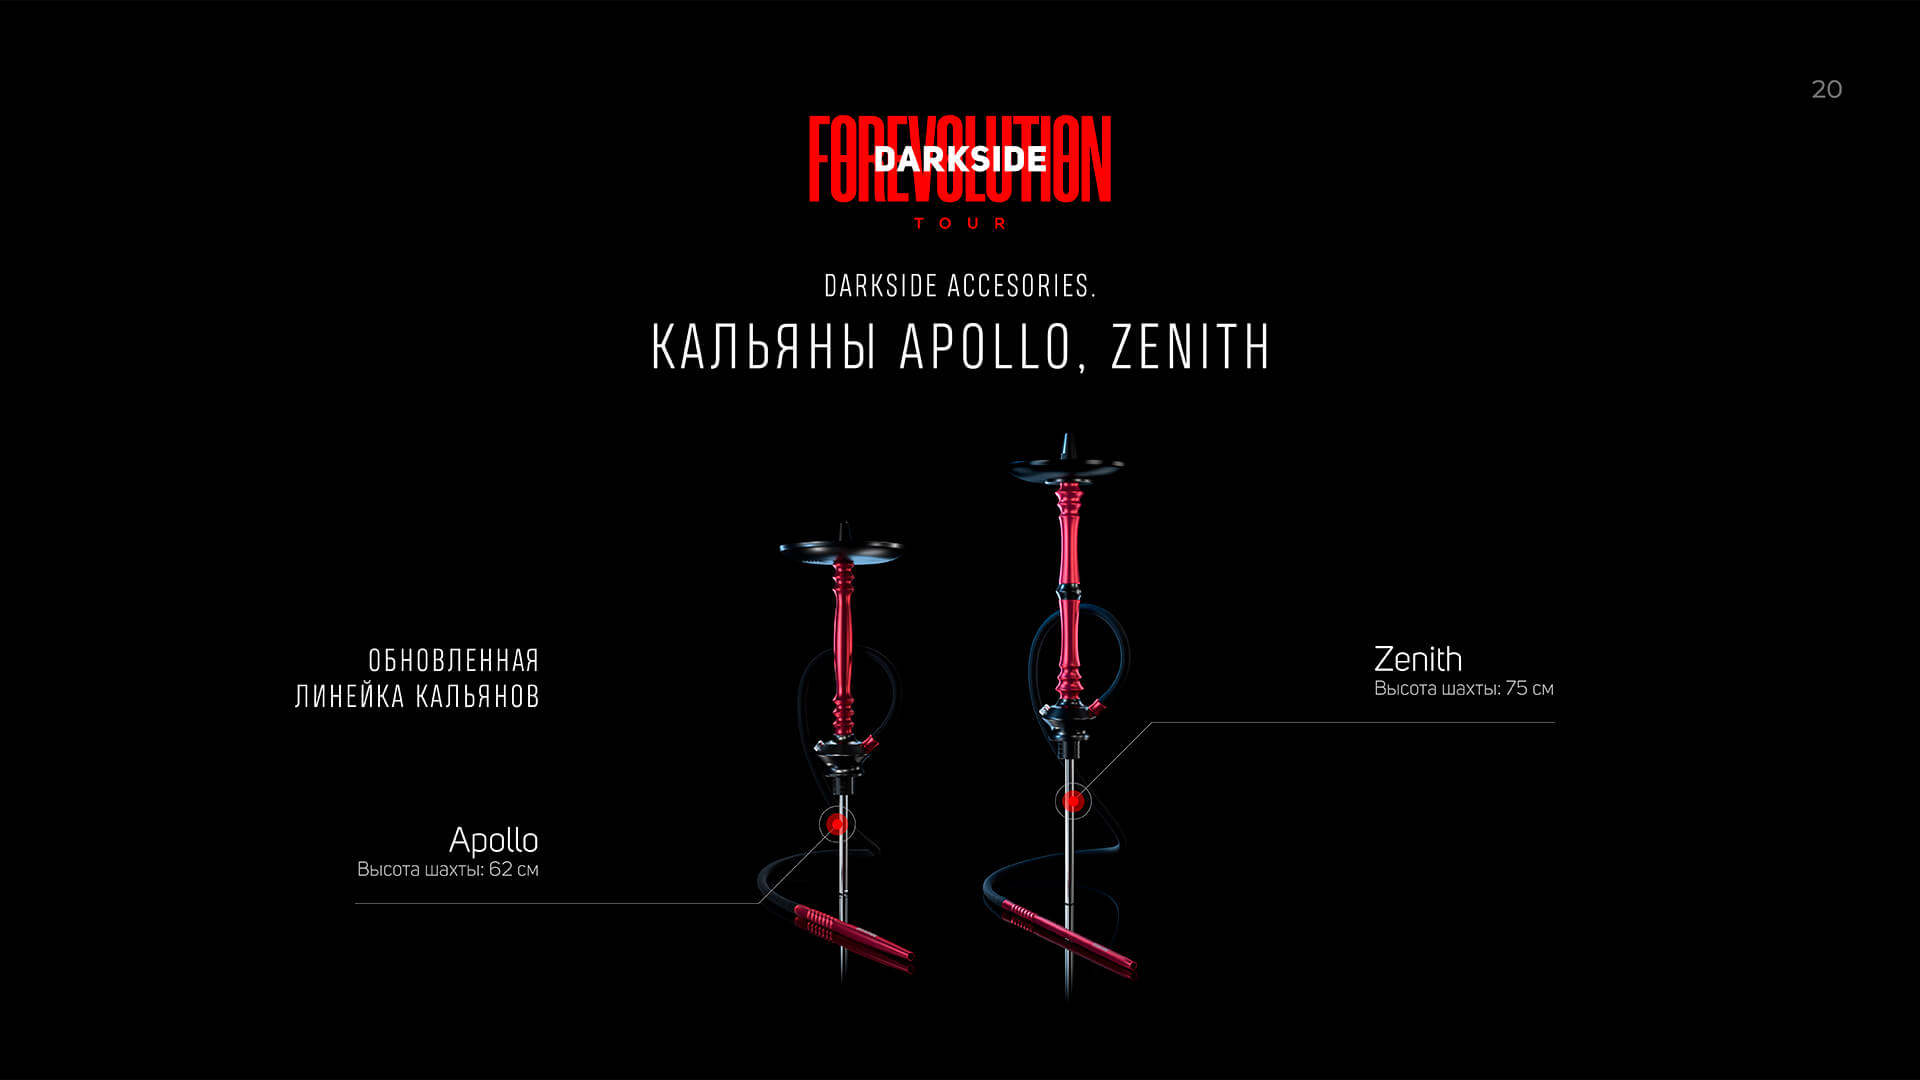 20
FOREVOLUTION
DARKSIDE
TOUR
DARKSIDE ACCESORIES.
КАЛЬЯНЫ APOLLO, ZENITH
ОБНОВЛЕННАЯ
ЛИНЕЙКА КАЛЬЯНОВ
Zenith
Высота шахты: 75 см
Apollo
Высота шахты: 62 см